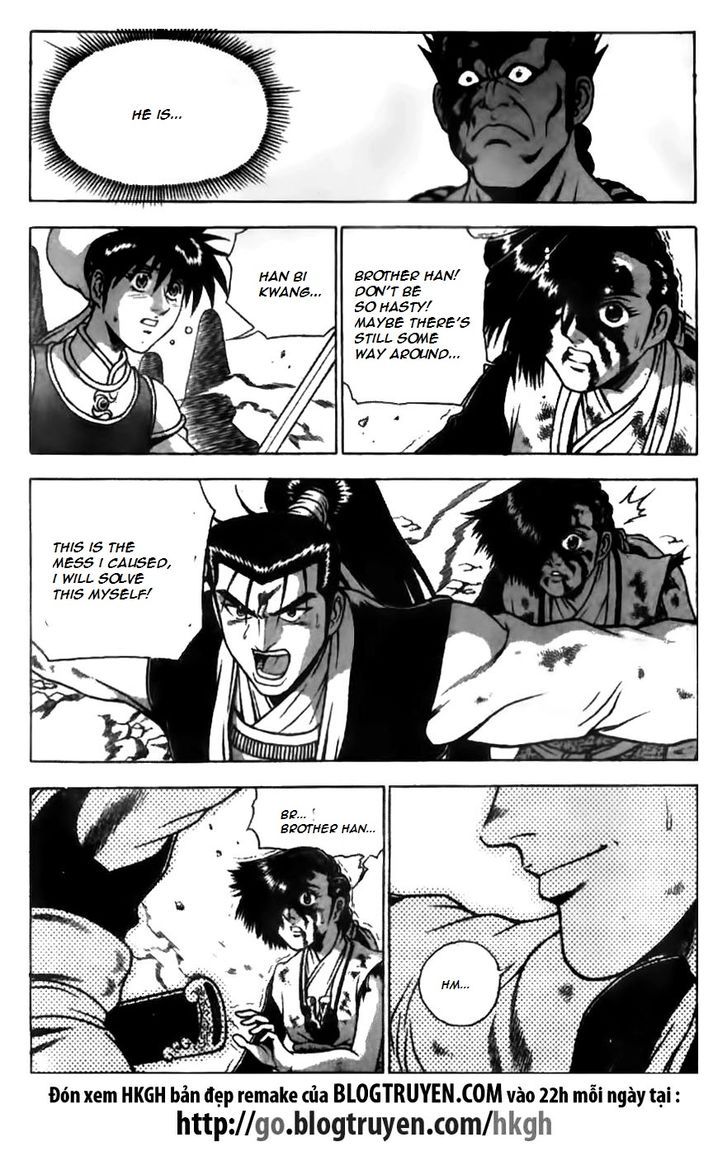 HE IS...
HAN BI
KWANG...
BROTHER HAN!
DON'T BE
SO HASTY!
MAYBE THERE'S
STILL SOME
WAY AROUND...
THIS IS THE
MESS I CAUSED,
I WILL SOLVE
THIS MYSELF!
BR...
BROTHER HAN...
HM...
Đón xem HKGH bản đẹp remake của BLOGTRUYEN.COM vào 22h mỗi ngày tại :
http://go.blogtruyen.com/hkgh